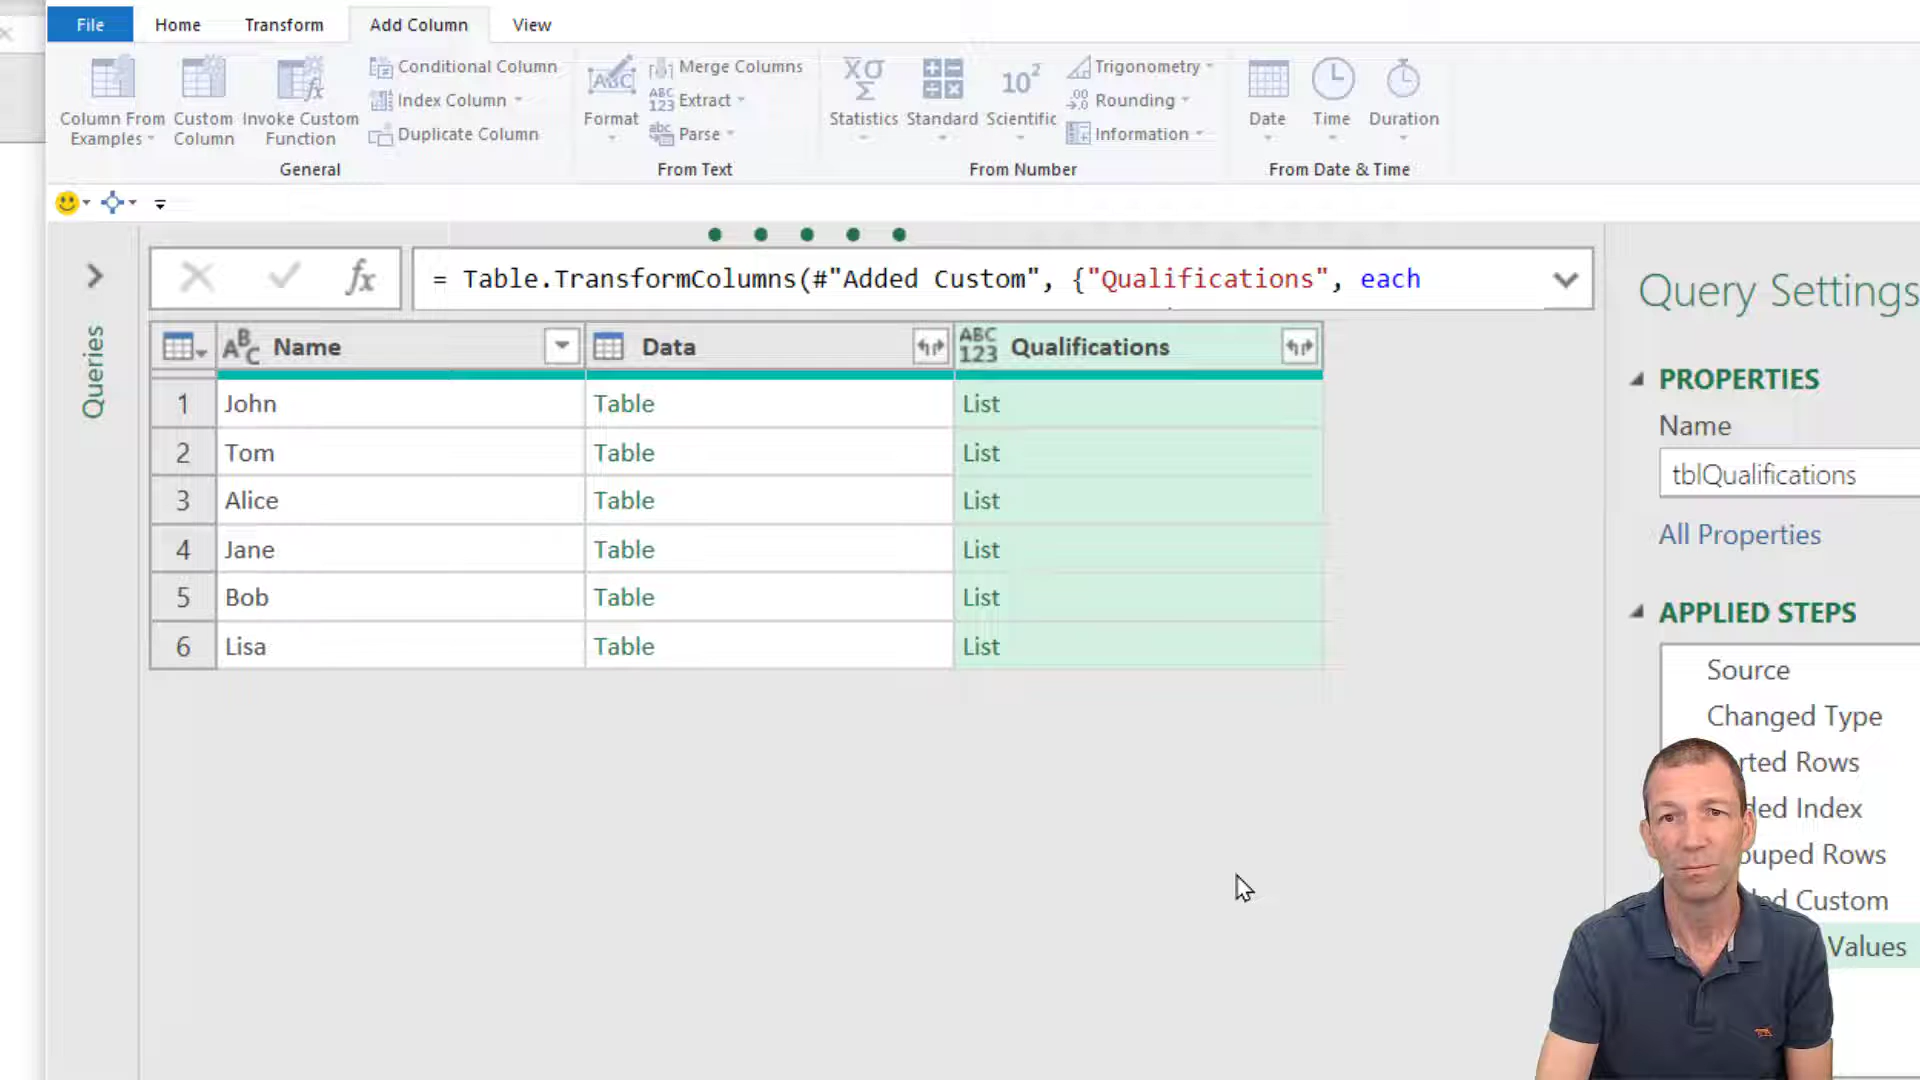 File Home Transform Add Column View
Column From Examples
Custom Column
Invoke Custom Function
Conditional Column
Index Column
Duplicate Column
General
Format
Merge Columns
Extract
Parse
From Text
Statistics
Standard
Scientific
Trigonometry
Rounding
Information
From Number
Date
Time
Duration
From Date & Time
Queries
= Table.TransformColumns(#"Added Custom", {"Qualifications", each
Name Data Qualifications
1 John Table List
2 Tom Table List
3 Alice Table List
4 Jane Table List
5 Bob Table List
6 Lisa Table List
Query Settings
PROPERTIES
Name
tblQualifications
All Properties
APPLIED STEPS
Source
Changed Type
rted Rows
ded Index
ouped Rows
ed Custom
Values